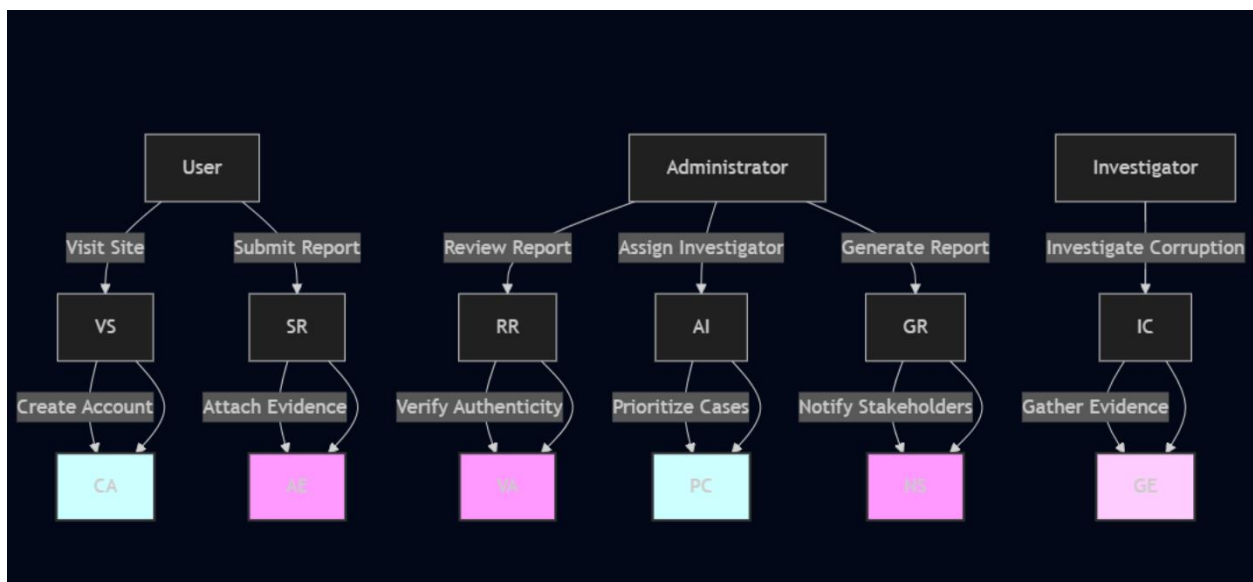 User
Administrator
Investigator
Visit Site
Submit Report
Review Report
Assign Investigator
Generate Report
Investigate Corruption
VS
SR
RR
AI
GR
IC
Create Account
Attach Evidence
Verify Authenticity
Prioritize Cases
Notify Stakeholders
Gather Evidence
CA
AE
VA
PC
NS
GE